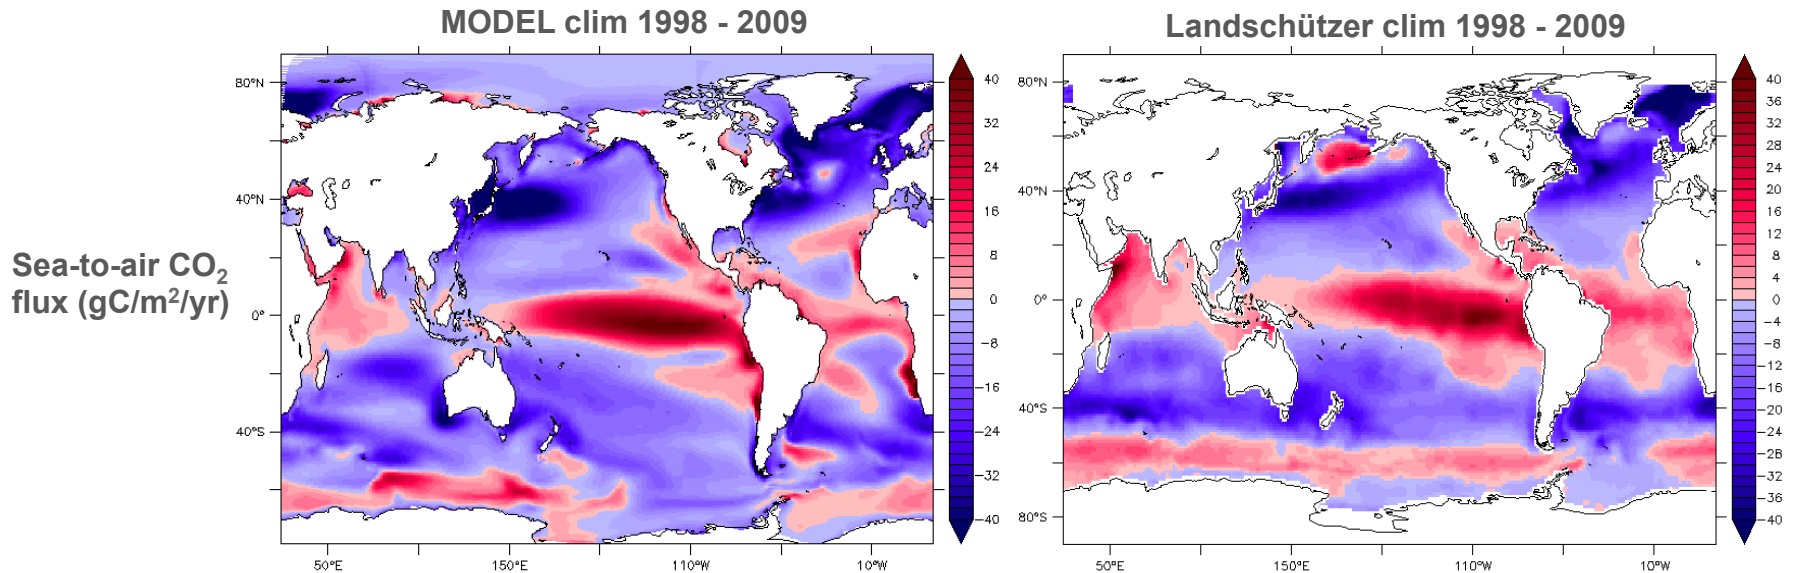 MODEL clim 1998 - 2009
Landschützer clim 1998 - 2009
Sea-to-air CO2
flux (gC/m2/yr)
80°N
40°N
0°
40°S
50°E
150°E
110°W
10°W
40
32
24
16
8
0
−8
−16
−24
−32
−40
80°N
40°N
0°
40°S
80°S
50°E
150°E
110°W
10°W
40
36
32
28
24
20
16
12
8
4
0
−4
−8
−12
−16
−20
−24
−28
−32
−36
−40